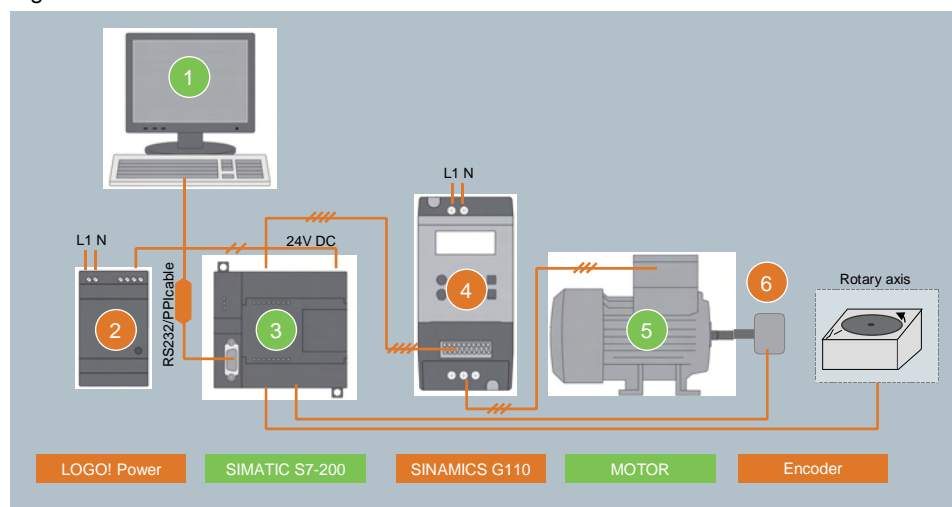 1
L1 N
L1 N
24V DC
RS232/PPIcable
2
3
4
5
6
Rotary axis
LOGO! Power
SIMATIC S7-200
SINAMICS G110
MOTOR
Encoder